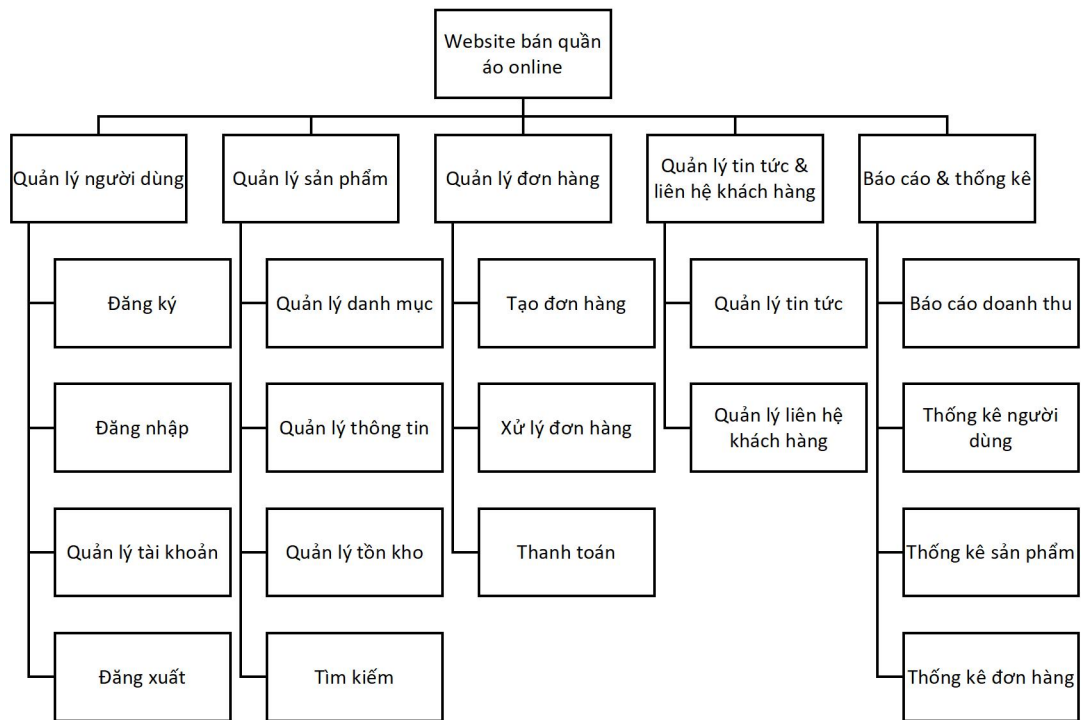 Website bán quần
áo online
Quản lý người dùng
Quản lý sản phẩm
Quản lý đơn hàng
Quản lý tin tức &
liên hệ khách hàng
Báo cáo & thống kê
Đăng ký
Quản lý danh mục
Tạo đơn hàng
Quản lý tin tức
Báo cáo doanh thu
Đăng nhập
Quản lý thông tin
Xử lý đơn hàng
Quản lý liên hệ
khách hàng
Thống kê người
dùng
Quản lý tài khoản
Quản lý tồn kho
Thanh toán
Thống kê sản phẩm
Đăng xuất
Tìm kiếm
Thống kê đơn hàng